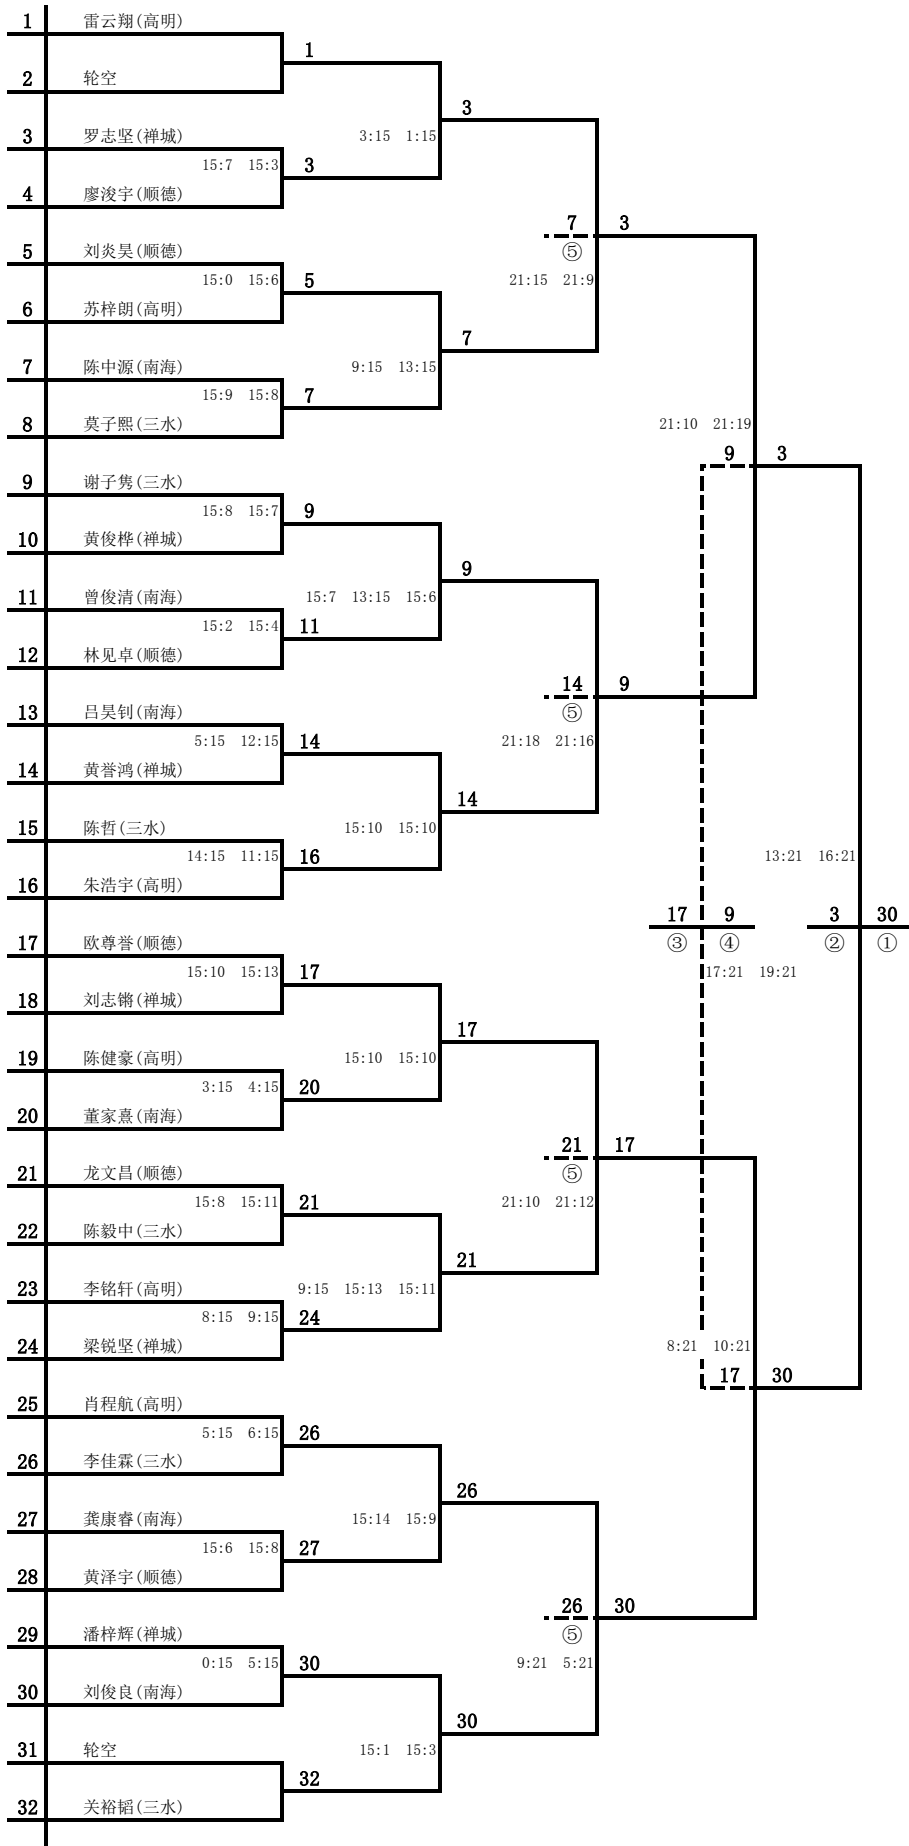 1 雷云翔(高明)
1
2 轮空
3
3 罗志坚(禅城) 3:15 1:15
15:7 15:3 3
4 廖浚宇(顺德)
7 3
5 刘炎昊(顺德) ⑤
15:0 15:6 5 21:15 21:9
6 苏梓朗(高明)
7
7 陈中源(南海) 9:15 13:15
15:9 15:8 7
8 莫子熙(三水) 21:10 21:19
9 3
9 谢子隽(三水)
15:8 15:7 9
10 黄俊桦(禅城)
9
11 曾俊清(南海) 15:7 13:15 15:6
15:2 15:4 11
12 林见卓(顺德)
14 9
13 吕昊钊(南海) ⑤
5:15 12:15 14 21:18 21:16
14 黄誉鸿(禅城)
14
15 陈哲(三水) 15:10 15:10
14:15 11:15 16 13:21 16:21
16 朱浩宇(高明)
17 9 3 30
17 欧尊誉(顺德) ③ ④ ② ①
15:10 15:13 17 17:21 19:21
18 刘志锵(禅城)
17
19 陈健豪(高明) 15:10 15:10
3:15 4:15 20
20 董家熹(南海)
21 17
21 龙文昌(顺德) ⑤
15:8 15:11 21 21:10 21:12
22 陈毅中(三水)
21
23 李铭轩(高明) 9:15 15:13 15:11
8:15 9:15 24
24 梁锐坚(禅城) 8:21 10:21
17 30
25 肖程航(高明)
5:15 6:15 26
26 李佳霖(三水)
26
27 龚康睿(南海) 15:14 15:9
15:6 15:8 27
28 黄泽宇(顺德)
26 30
29 潘梓辉(禅城) ⑤
0:15 5:15 30 9:21 5:21
30 刘俊良(南海)
30
31 轮空 15:1 15:3
32
32 关裕韬(三水)